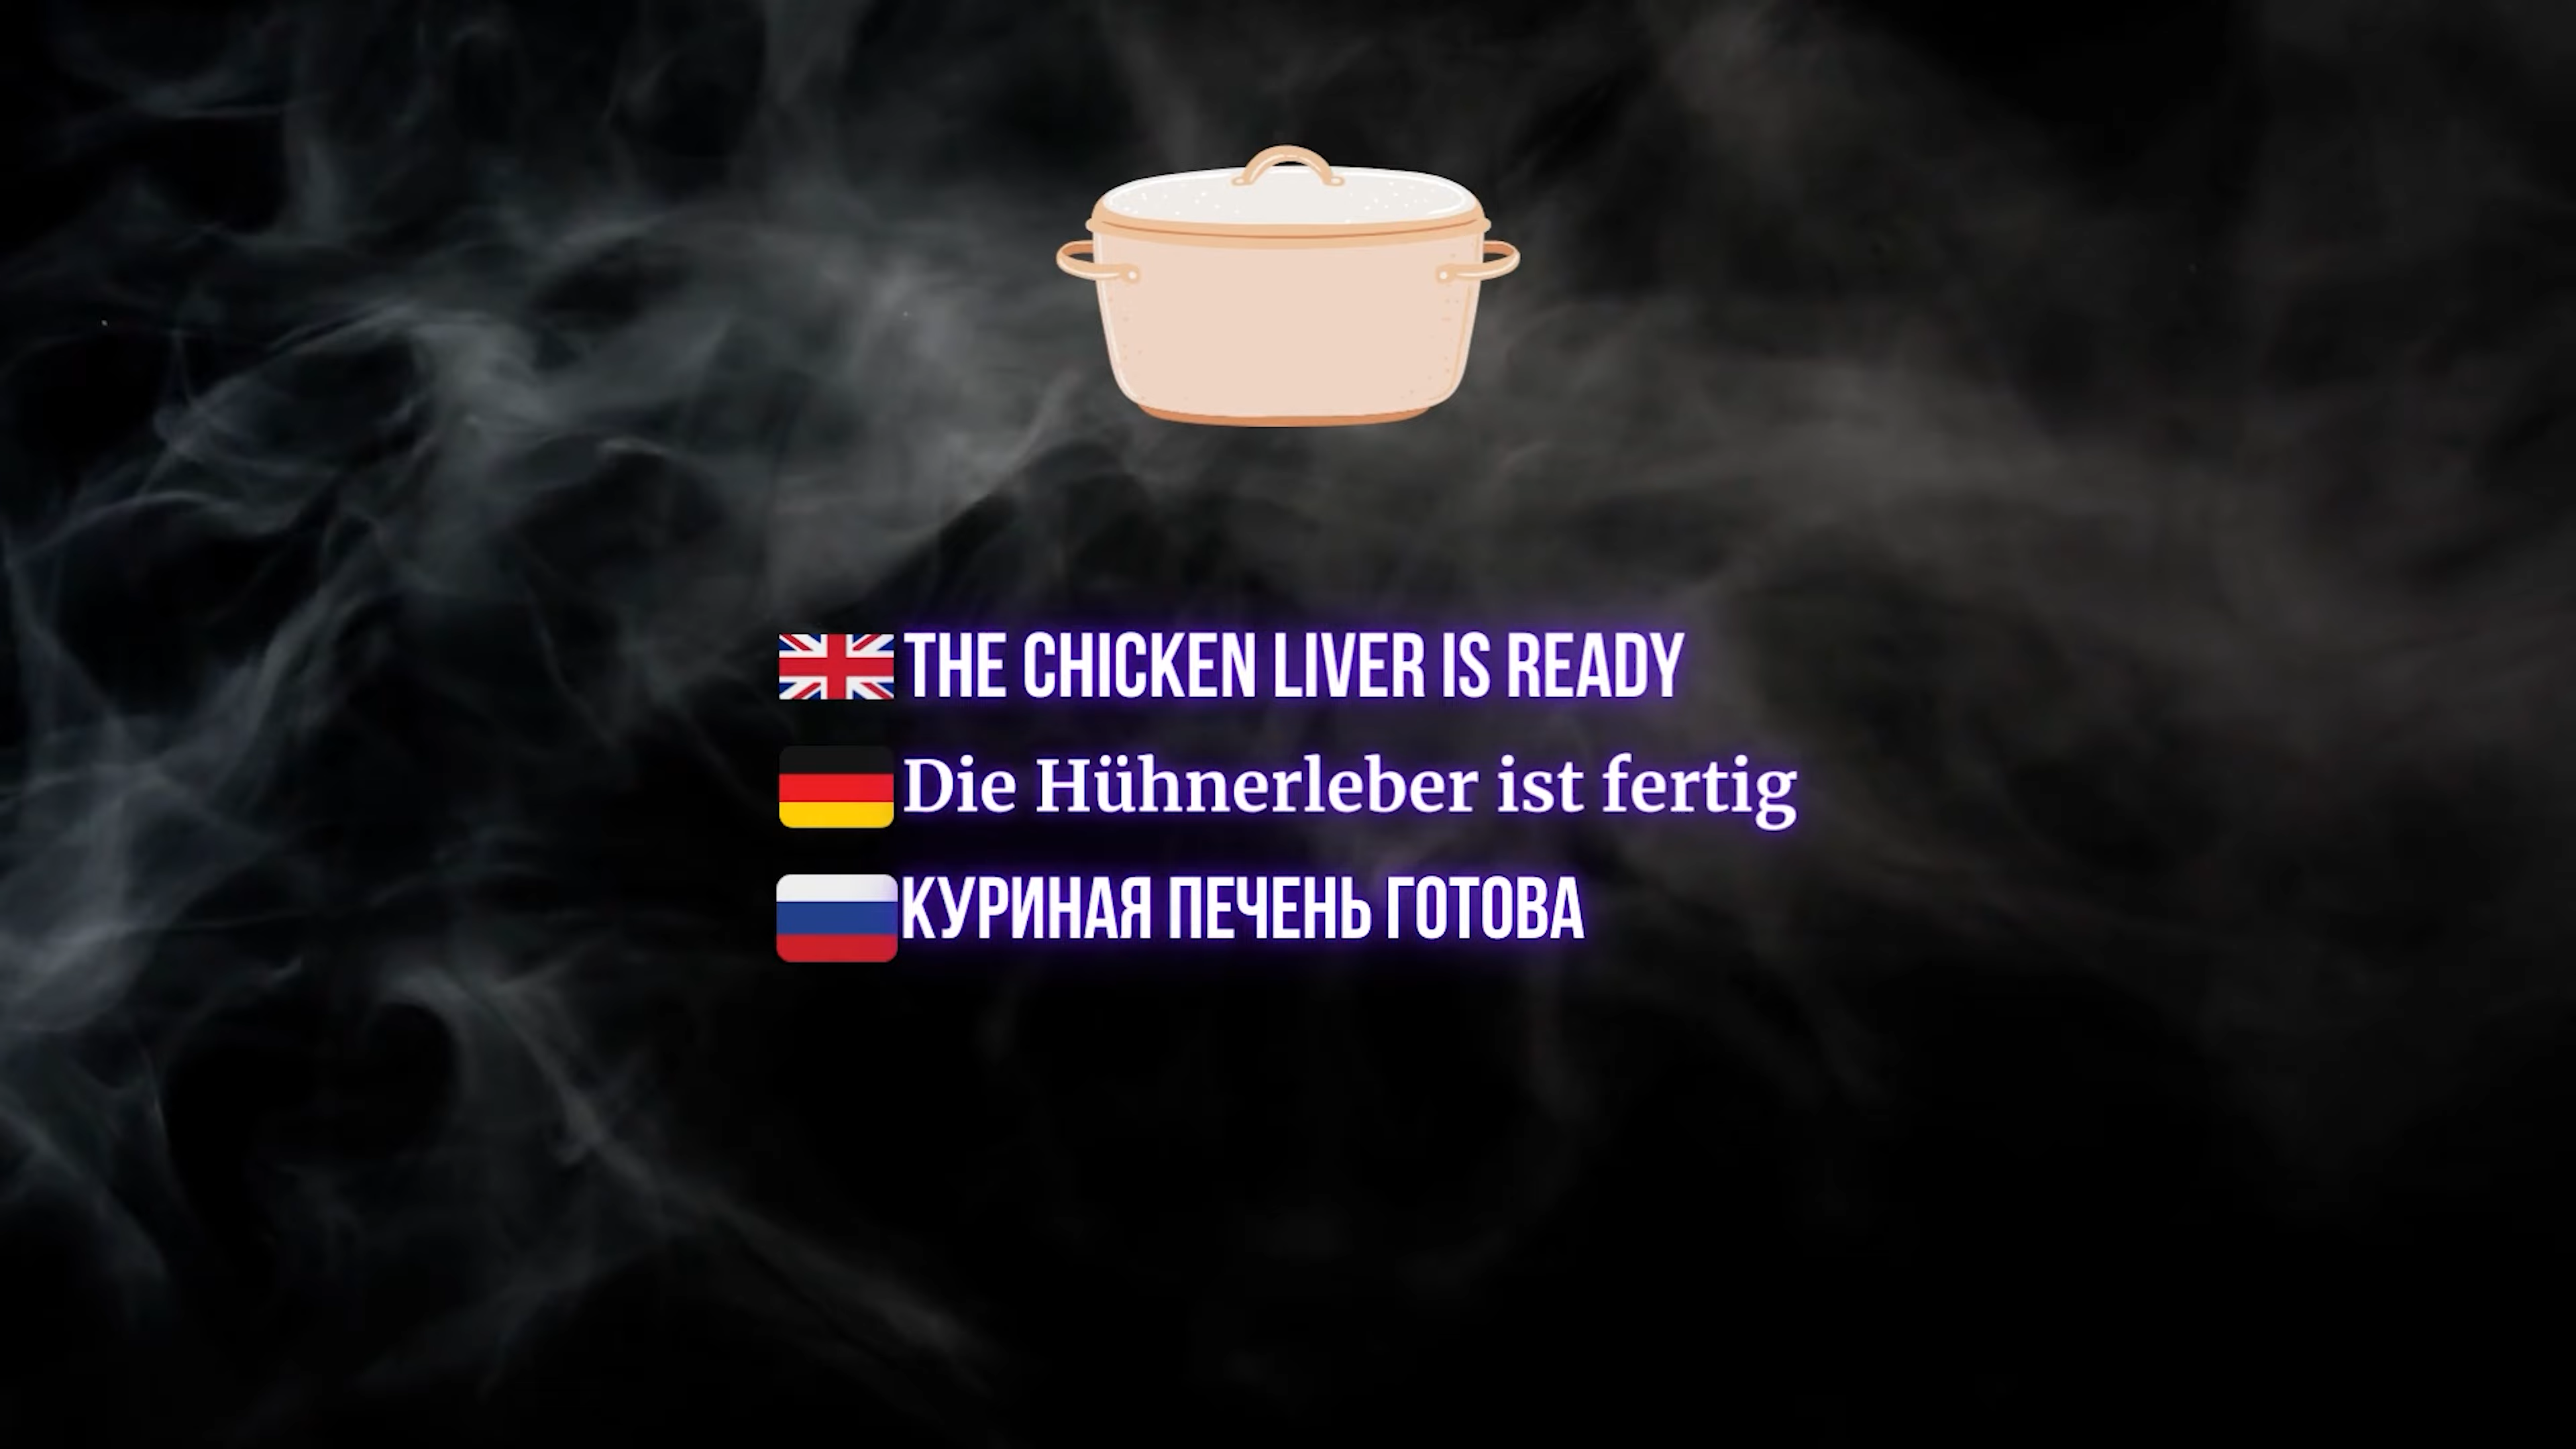 THE CHICKEN LIVER IS READY
Die Hühnerleber ist fertig
КУРИНАЯ ПЕЧЕНЬ ГОТОВА